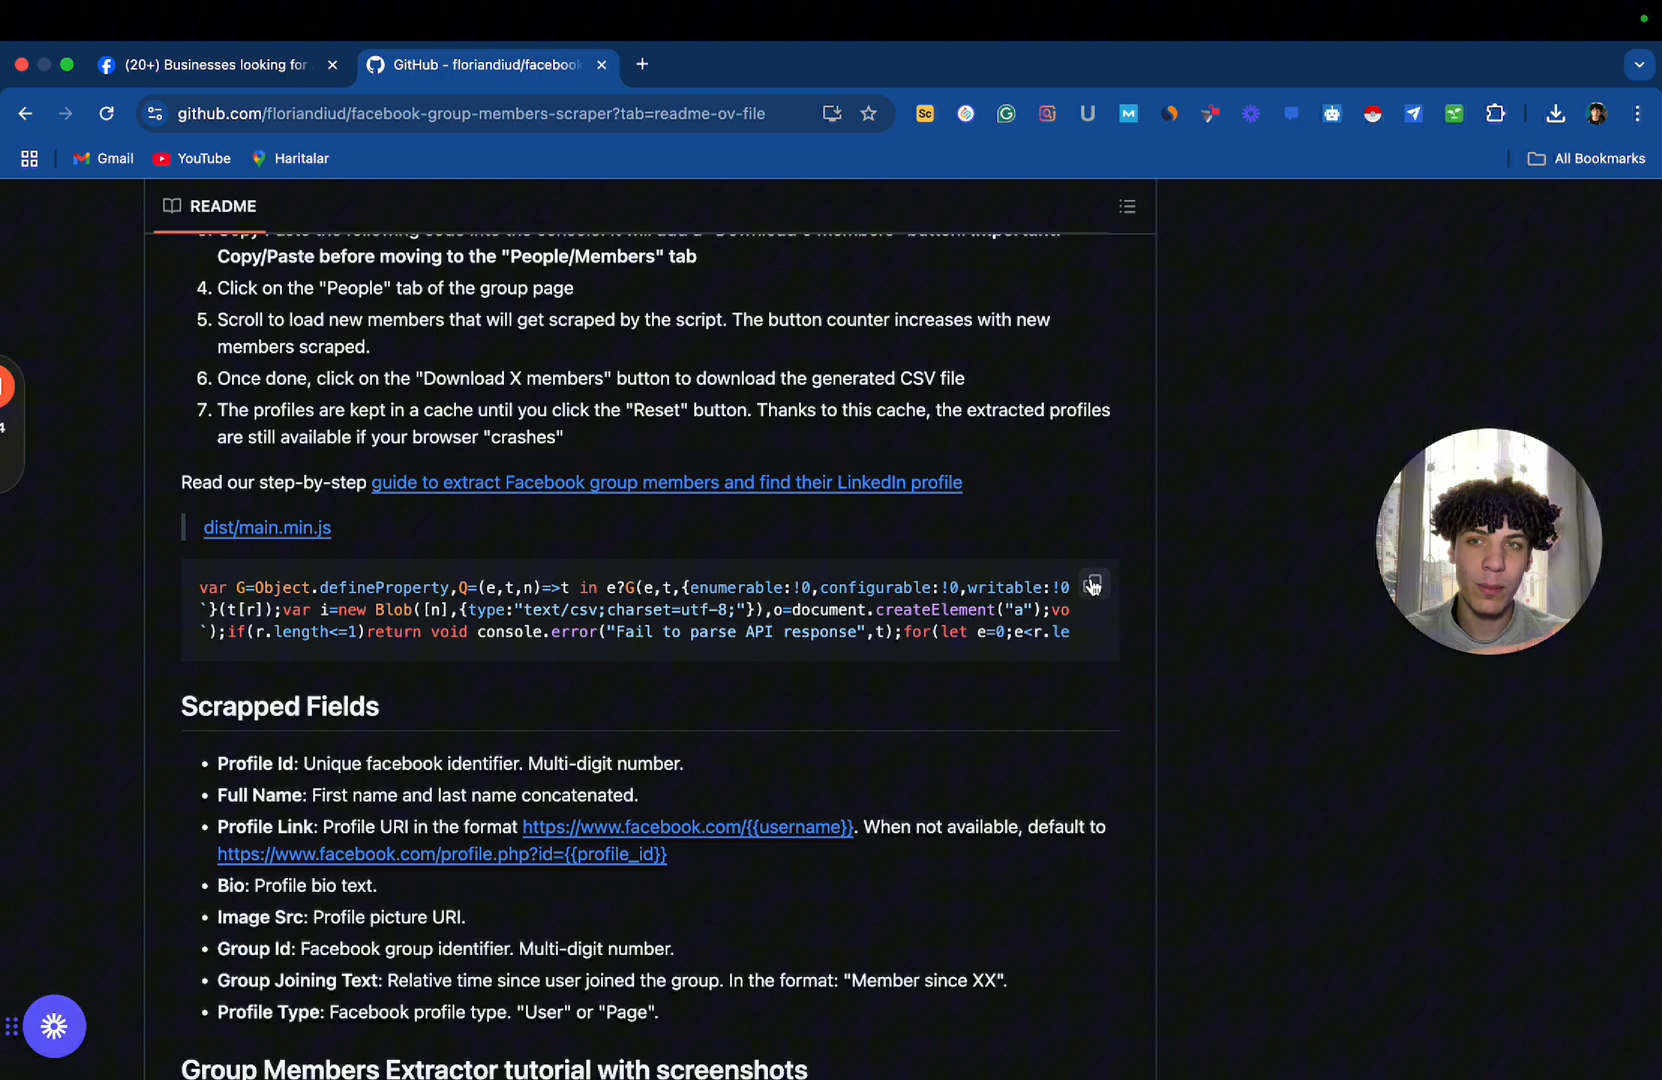 (20+) Businesses looking for
GitHub - floriandiud/facebook
github.com/floriandiud/facebook-group-members-scraper?tab=readme-ov-file
Sc
U
M
Gmail
YouTube
Haritalar
All Bookmarks
README
Copy/Paste before moving to the "People/Members" tab
4. Click on the "People" tab of the group page
5. Scroll to load new members that will get scraped by the script. The button counter increases with new
members scraped.
6. Once done, click on the "Download X members" button to download the generated CSV file
7. The profiles are kept in a cache until you click the "Reset" button. Thanks to this cache, the extracted profiles
are still available if your browser "crashes"
Read our step-by-step guide to extract Facebook group members and find their LinkedIn profile
dist/main.min.js
var G=Object.defineProperty,Q=(e,t,n)=>t in e?G(e,t,{enumerable:!0,configurable:!0,writable:!0
`}(t[r]);var i=new Blob([n],{type:"text/csv;charset=utf-8;"}),o=document.createElement("a");vo
`);if(r.length<=1)return void console.error("Fail to parse API response",t);for(let e=0;e<r.le
Scrapped Fields
• Profile Id: Unique facebook identifier. Multi-digit number.
• Full Name: First name and last name concatenated.
• Profile Link: Profile URI in the format https://www.facebook.com/{{username}}. When not available, default to
https://www.facebook.com/profile.php?id={{profile_id}}
• Bio: Profile bio text.
• Image Src: Profile picture URI.
• Group Id: Facebook group identifier. Multi-digit number.
• Group Joining Text: Relative time since user joined the group. In the format: "Member since XX".
• Profile Type: Facebook profile type. "User" or "Page".
Group Members Extractor tutorial with screenshots